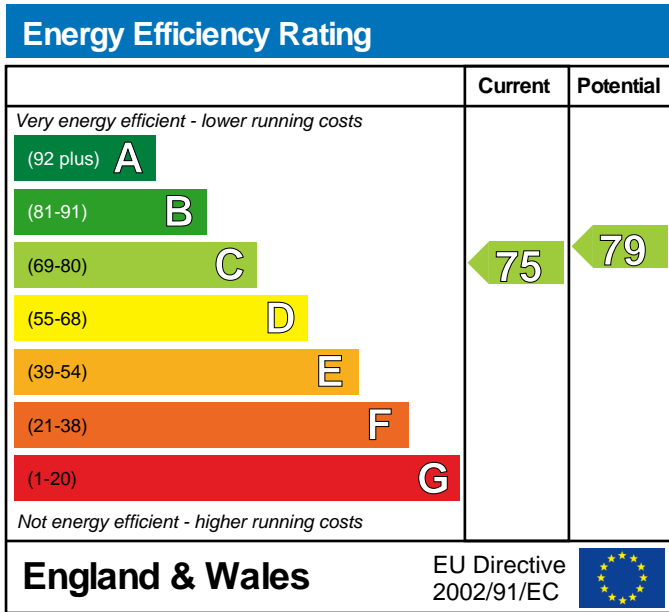 Energy Efficiency Rating
Current Potential
Very energy efficient - lower running costs
(92 plus) A
(81-91) B
(69-80) C
75
79
(55-68) D
(39-54) E
(21-38) F
(1-20) G
Not energy efficient - higher running costs
England & Wales
EU Directive
2002/91/EC